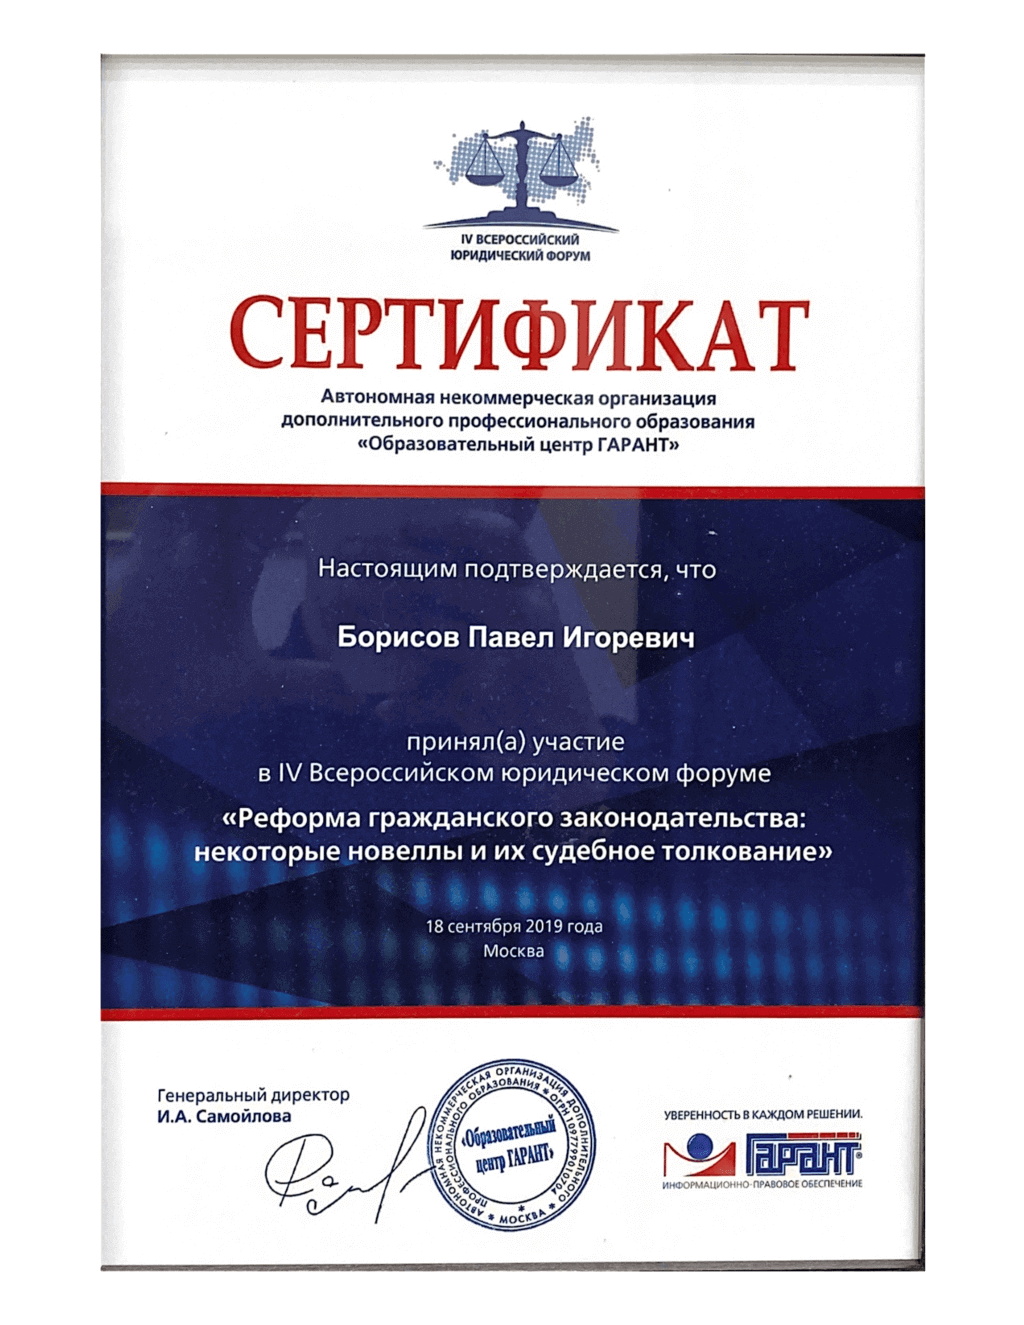 IV ВСЕРОССИЙСКИЙ
ЮРИДИЧЕСКИЙ ФОРУМ
СЕРТИФИКАТ
Автономная некоммерческая организация
дополнительного профессионального образования
«Образовательный центр ГАРАНТ»
Настоящим подтверждается, что
Борисов Павел Игоревич
принял(а) участие
в IV Всероссийском юридическом форуме
«Реформа гражданского законодательства:
некоторые новеллы и их судебное толкование»
18 сентября 2019 года
Москва
Генеральный директор
И.А. Самойлова
АВТОНОМНАЯ НЕКОММЕРЧЕСКАЯ ОРГАНИЗАЦИЯ ДОПОЛНИТЕЛЬНОГО
ПРОФЕССИОНАЛЬНОГО ОБРАЗОВАНИЯ * ОГРН 1097799010704
* МОСКВА *
«Образовательный
центр ГАРАНТ»
УВЕРЕННОСТЬ В КАЖДОМ РЕШЕНИИ.
ГАРАНТ®
ИНФОРМАЦИОННО-ПРАВОВОЕ ОБЕСПЕЧЕНИЕ